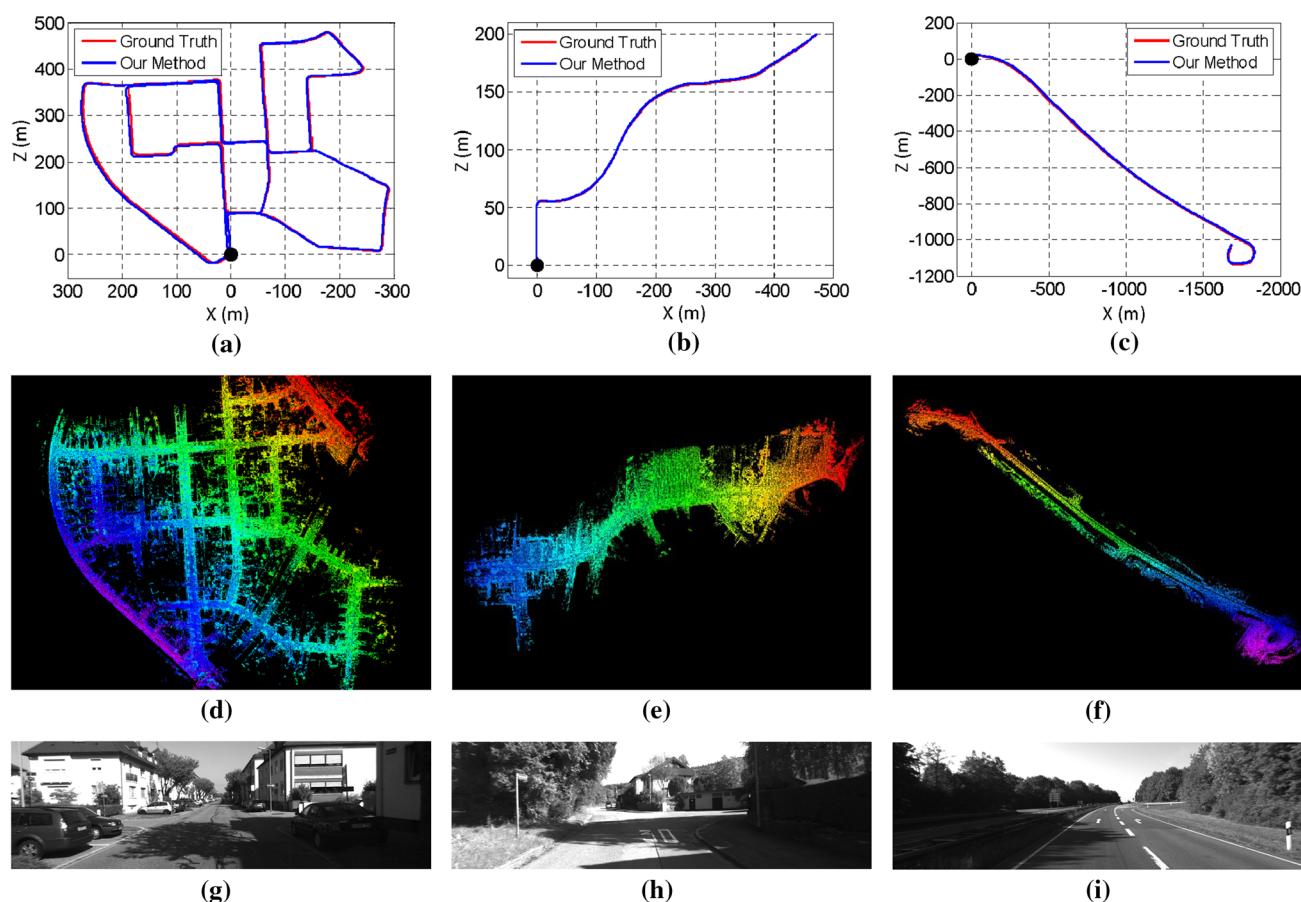 500
400
300
200
100
0
Z (m)
Ground Truth
Our Method
300 200 100 0 -100 -200 -300
X (m)
(a)
200
150
100
50
0
Z (m)
Ground Truth
Our Method
0 -100 -200 -300 -400 -500
X (m)
(b)
200
0
-200
-400
-600
-800
-1000
-1200
Z (m)
Ground Truth
Our Method
0 -500 -1000 -1500 -2000
X (m)
(c)
(d) (e) (f)
30
(g) (h) (i)